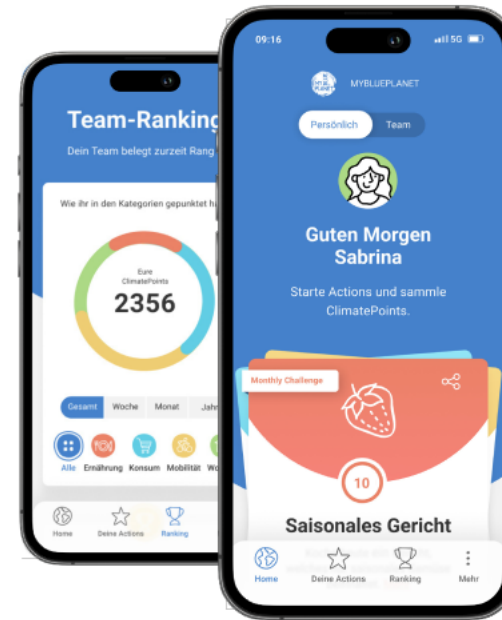 Team-Ranking
Dein Team belegt zurzeit Rang
Wie ihr in den Kategorien gepunktet
Eure
ClimatePoints
2356
Gesamt Woche Monat Jahr
Alle Ernährung Konsum Mobilität
Home Deine Actions Ranking
09:16 5G
MYBLUEPLANET
Persönlich Team
Guten Morgen
Sabrina
Starte Actions und sammle
ClimatePoints.
Monthly Challenge
10
Saisonales Gericht
Home Deine Actions Ranking Mehr